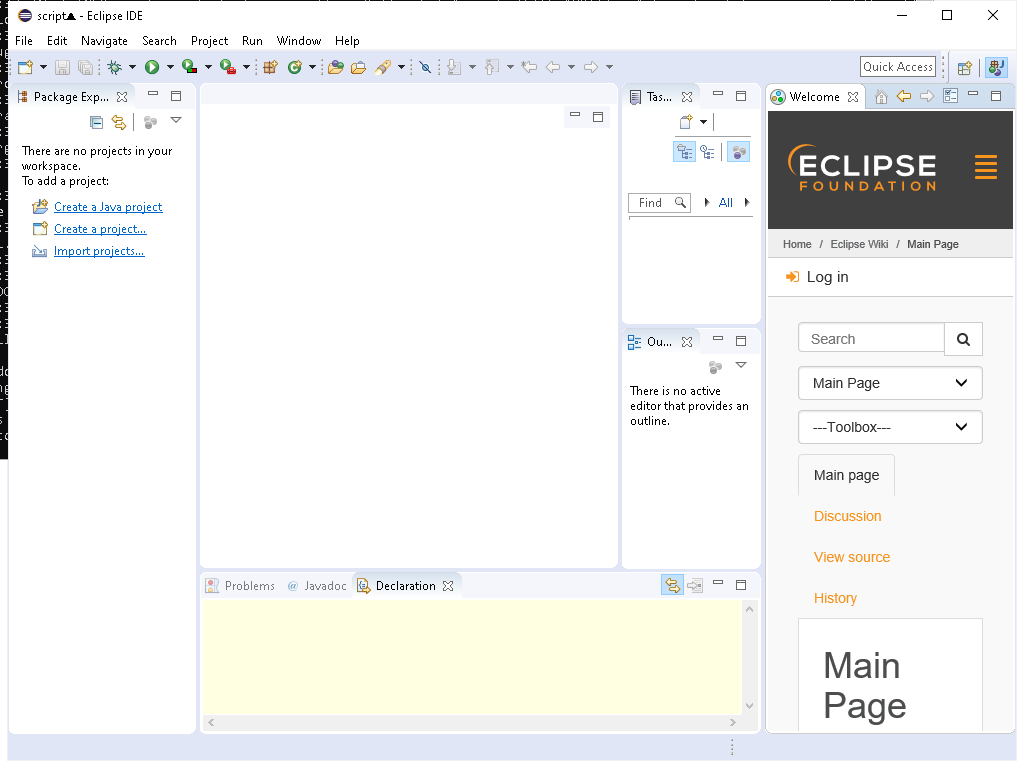 script▲ - Eclipse IDE
File Edit Navigate Search Project Run Window Help
Quick Access
Package Exp...
There are no projects in your
workspace.
To add a project:
Create a Java project
Create a project...
Import projects...
Tas...
Find
All
Ou...
There is no active
editor that provides an
outline.
Problems
@ Javadoc
Declaration
Welcome
ECLIPSE
FOUNDATION
Home / Eclipse Wiki / Main Page
Log in
Search
Main Page
---Toolbox---
Main page
Discussion
View source
History
Main
Page